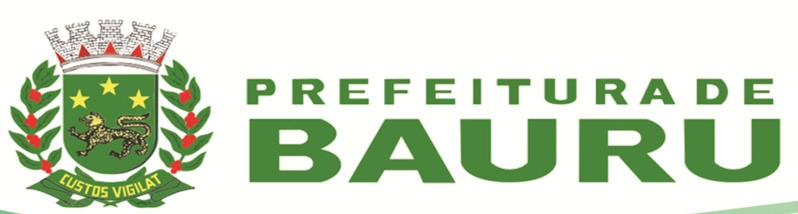 CUSTOS VIGILAT
PREFEITURA DE
BAURU